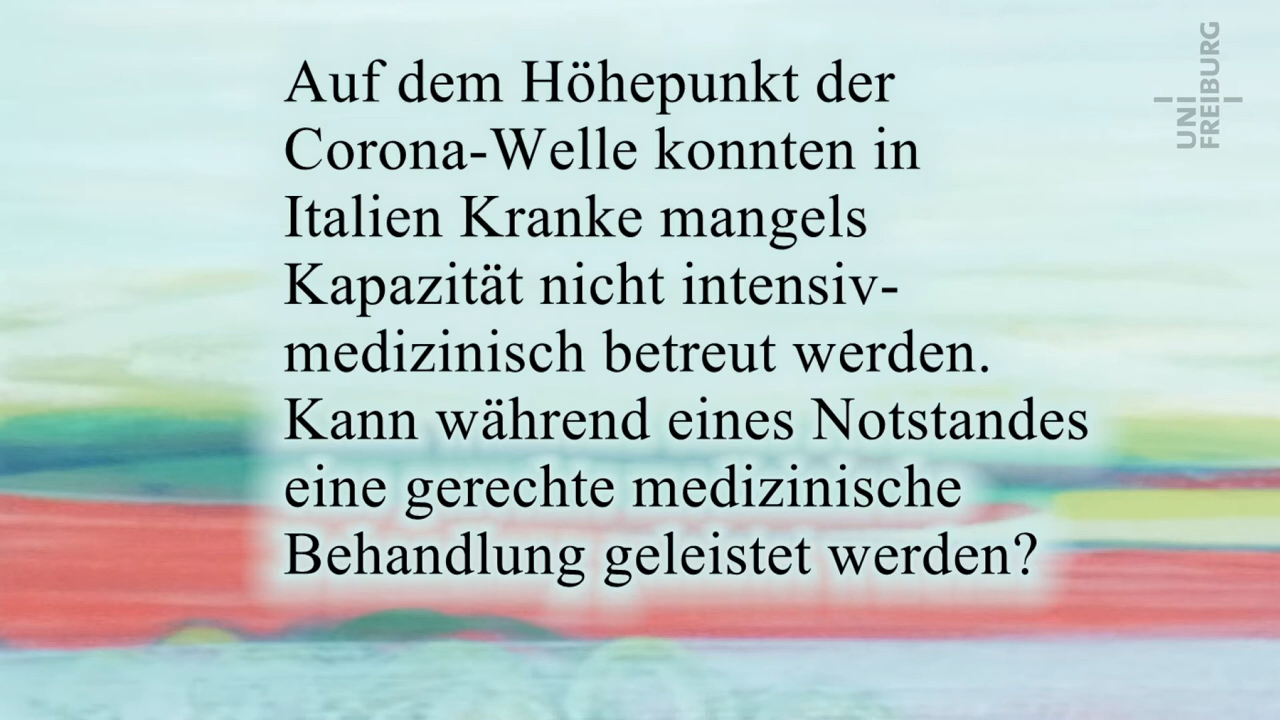 Auf dem Höhepunkt der
Corona-Welle konnten in
Italien Kranke mangels
Kapazität nicht intensiv-
medizinisch betreut werden.
Kann während eines Notstandes
eine gerechte medizinische
Behandlung geleistet werden?
UNI
FREIBURG